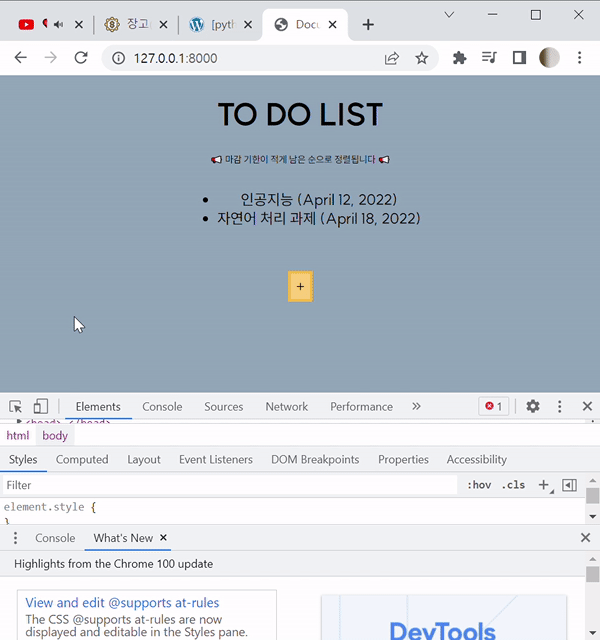 장고
[pyth
Docu
127.0.0.1:8000
TO DO LIST
마감 기한이 적게 남은 순으로 정렬됩니다
인공지능 (April 12, 2022)
자연어 처리 과제 (April 18, 2022)
+
Elements
Console
Sources
Network
Performance
1
<head> </head>
html
body
Styles
Computed
Layout
Event Listeners
DOM Breakpoints
Properties
Accessibility
Filter
:hov
.cls
element.style {
}
Console
What's New
Highlights from the Chrome 100 update
View and edit @supports at-rules
The CSS @supports at-rules are now
displayed and editable in the Styles pane.
DevTools